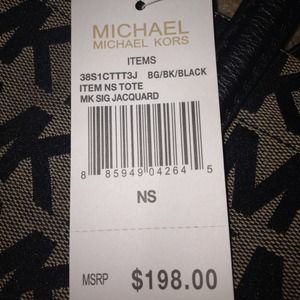 MICHAEL
MICHAEL KORS
ITEMS
38S1CTTT3J BG/BK/BLACK
ITEM NS TOTE
MK SIG JACQUARD
8 85949 04264 5
NS
MSRP $198.00